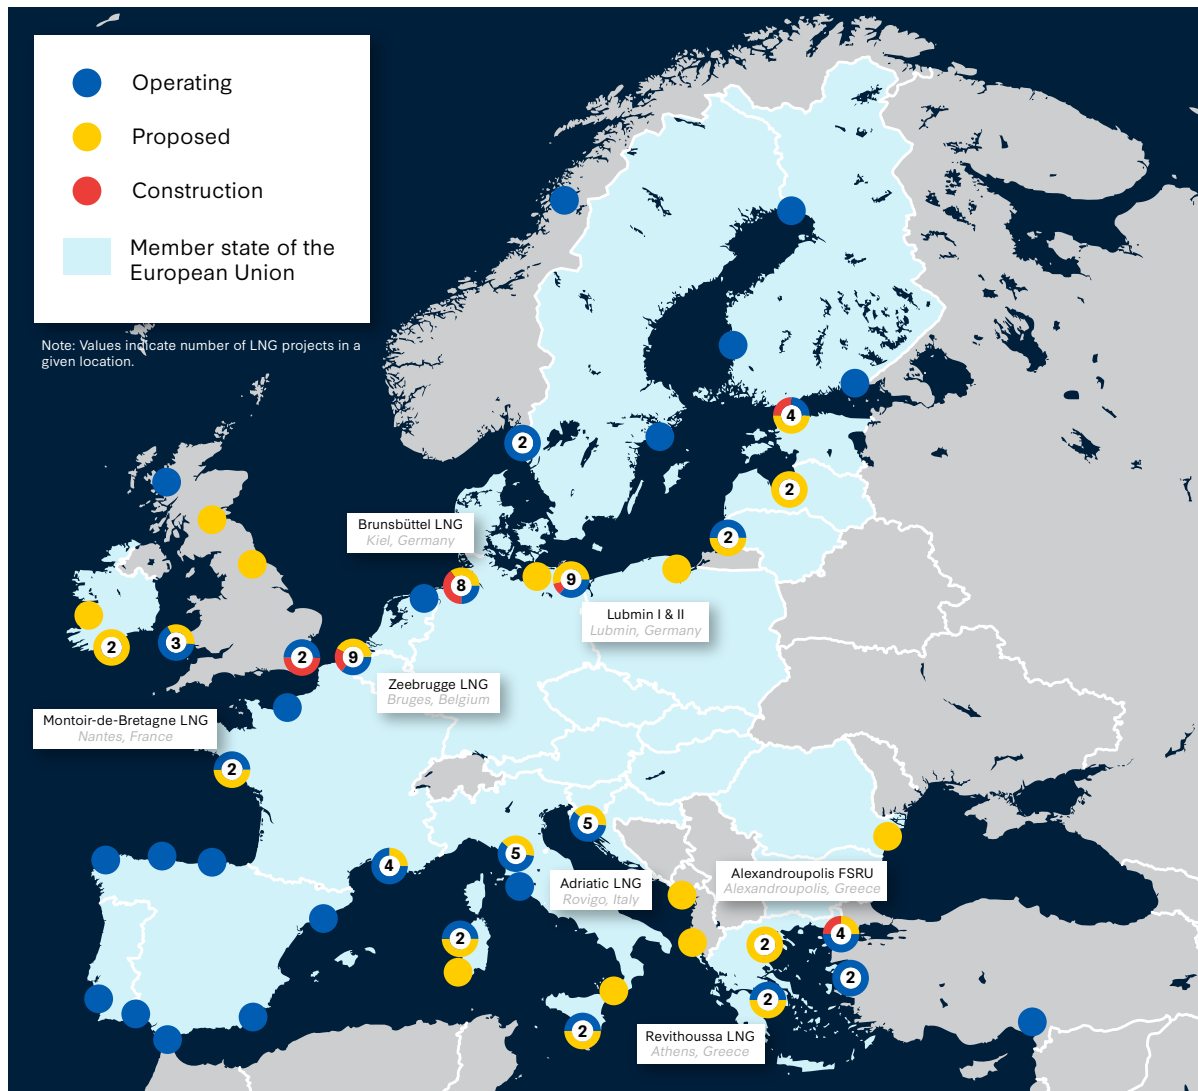 Operating
Proposed
Construction
Member state of the
European Union
Note: Values indicate number of LNG projects in a
given location.
2
4
2
2
Brunsbüttel LNG
Kiel, Germany
8
9
Lubmin I & II
Lubmin, Germany
2
3
2
9
Zeebrugge LNG
Bruges, Belgium
Montoir-de-Bretagne LNG
Nantes, France
2
5
4
5
Adriatic LNG
Rovigo, Italy
Alexandroupolis FSRU
Alexandroupolis, Greece
2
2
4
2
2
2
Revithoussa LNG
Athens, Greece